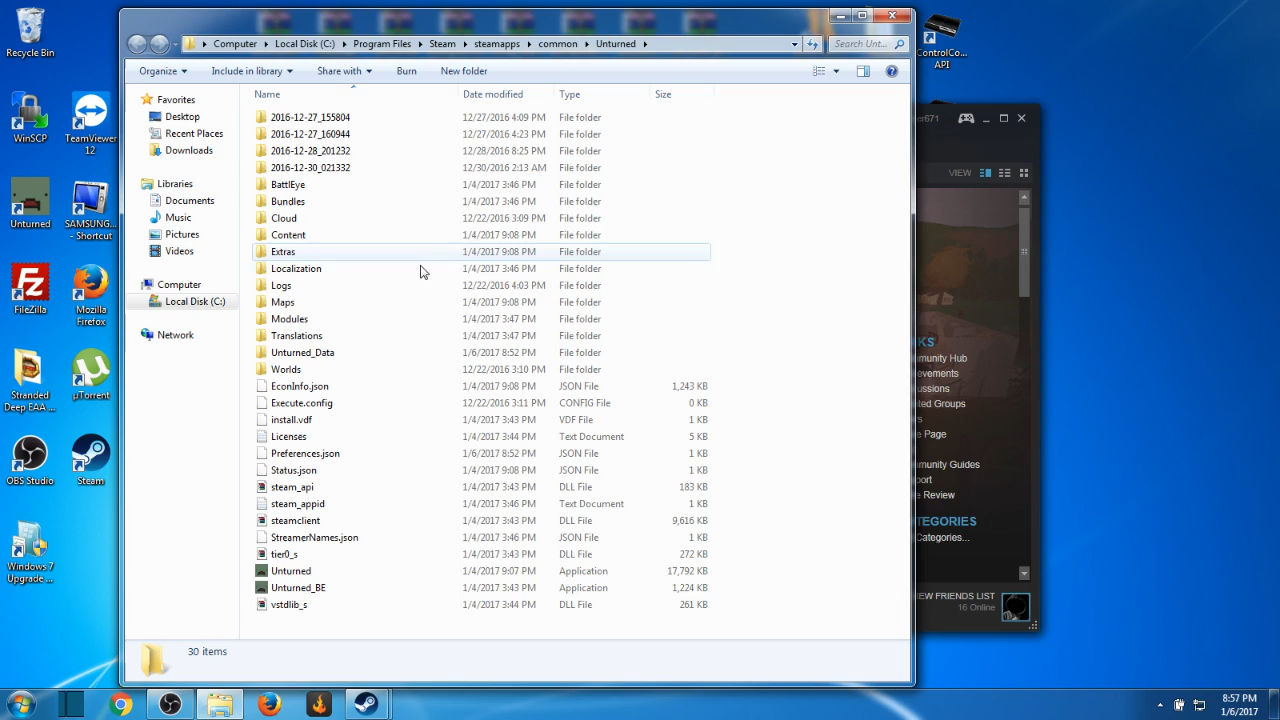 Recycle Bin
WinSCP
TeamViewer 12
Unturned
SAMSUNG... - Shortcut
FileZilla
Mozilla Firefox
Stranded Deep EAA ...
µTorrent
OBS Studio
Steam
Windows 7 Upgrade ...
Computer Local Disk (C:) Program Files Steam steamapps common Unturned
Search Unt...
Organize Include in library Share with Burn New folder
Favorites
Desktop
Recent Places
Downloads
Libraries
Documents
Music
Pictures
Videos
Computer
Local Disk (C:)
Network
Name Date modified Type Size
2016-12-27_155804 12/27/2016 4:09 PM File folder
2016-12-27_160944 12/27/2016 4:23 PM File folder
2016-12-28_201232 12/28/2016 8:25 PM File folder
2016-12-30_021332 12/30/2016 2:13 AM File folder
BattlEye 1/4/2017 3:46 PM File folder
Bundles 1/4/2017 3:46 PM File folder
Cloud 12/22/2016 3:09 PM File folder
Content 1/4/2017 9:08 PM File folder
Extras 1/4/2017 9:08 PM File folder
Localization 1/4/2017 3:46 PM File folder
Logs 12/22/2016 4:03 PM File folder
Maps 1/4/2017 9:08 PM File folder
Modules 1/4/2017 3:47 PM File folder
Translations 1/4/2017 3:47 PM File folder
Unturned_Data 1/6/2017 8:52 PM File folder
Worlds 12/22/2016 3:10 PM File folder
EconInfo.json 1/4/2017 9:08 PM JSON File 1,243 KB
Execute.config 12/22/2016 3:11 PM CONFIG File 0 KB
install.vdf 1/4/2017 3:43 PM VDF File 1 KB
Licenses 1/4/2017 3:44 PM Text Document 5 KB
Preferences.json 1/6/2017 8:52 PM JSON File 1 KB
Status.json 1/4/2017 9:08 PM JSON File 1 KB
steam_api 1/4/2017 3:43 PM DLL File 183 KB
steam_appid 1/4/2017 3:46 PM Text Document 1 KB
steamclient 1/4/2017 3:43 PM DLL File 9,616 KB
StreamerNames.json 1/4/2017 3:46 PM JSON File 1 KB
tier0_s 1/4/2017 3:43 PM DLL File 272 KB
Unturned 1/4/2017 9:07 PM Application 17,792 KB
Unturned_BE 1/4/2017 3:43 PM Application 1,224 KB
vstdlib_s 1/4/2017 3:44 PM DLL File 261 KB
30 items
ControlCo... API
er671
VIEW
KS
munity Hub
evements
ussions
ted Groups
s
e Page
munity Guides
port
e Review
TEGORIES
Categories...
EW FRIENDS LIST
16 Online
8:57 PM
1/6/2017